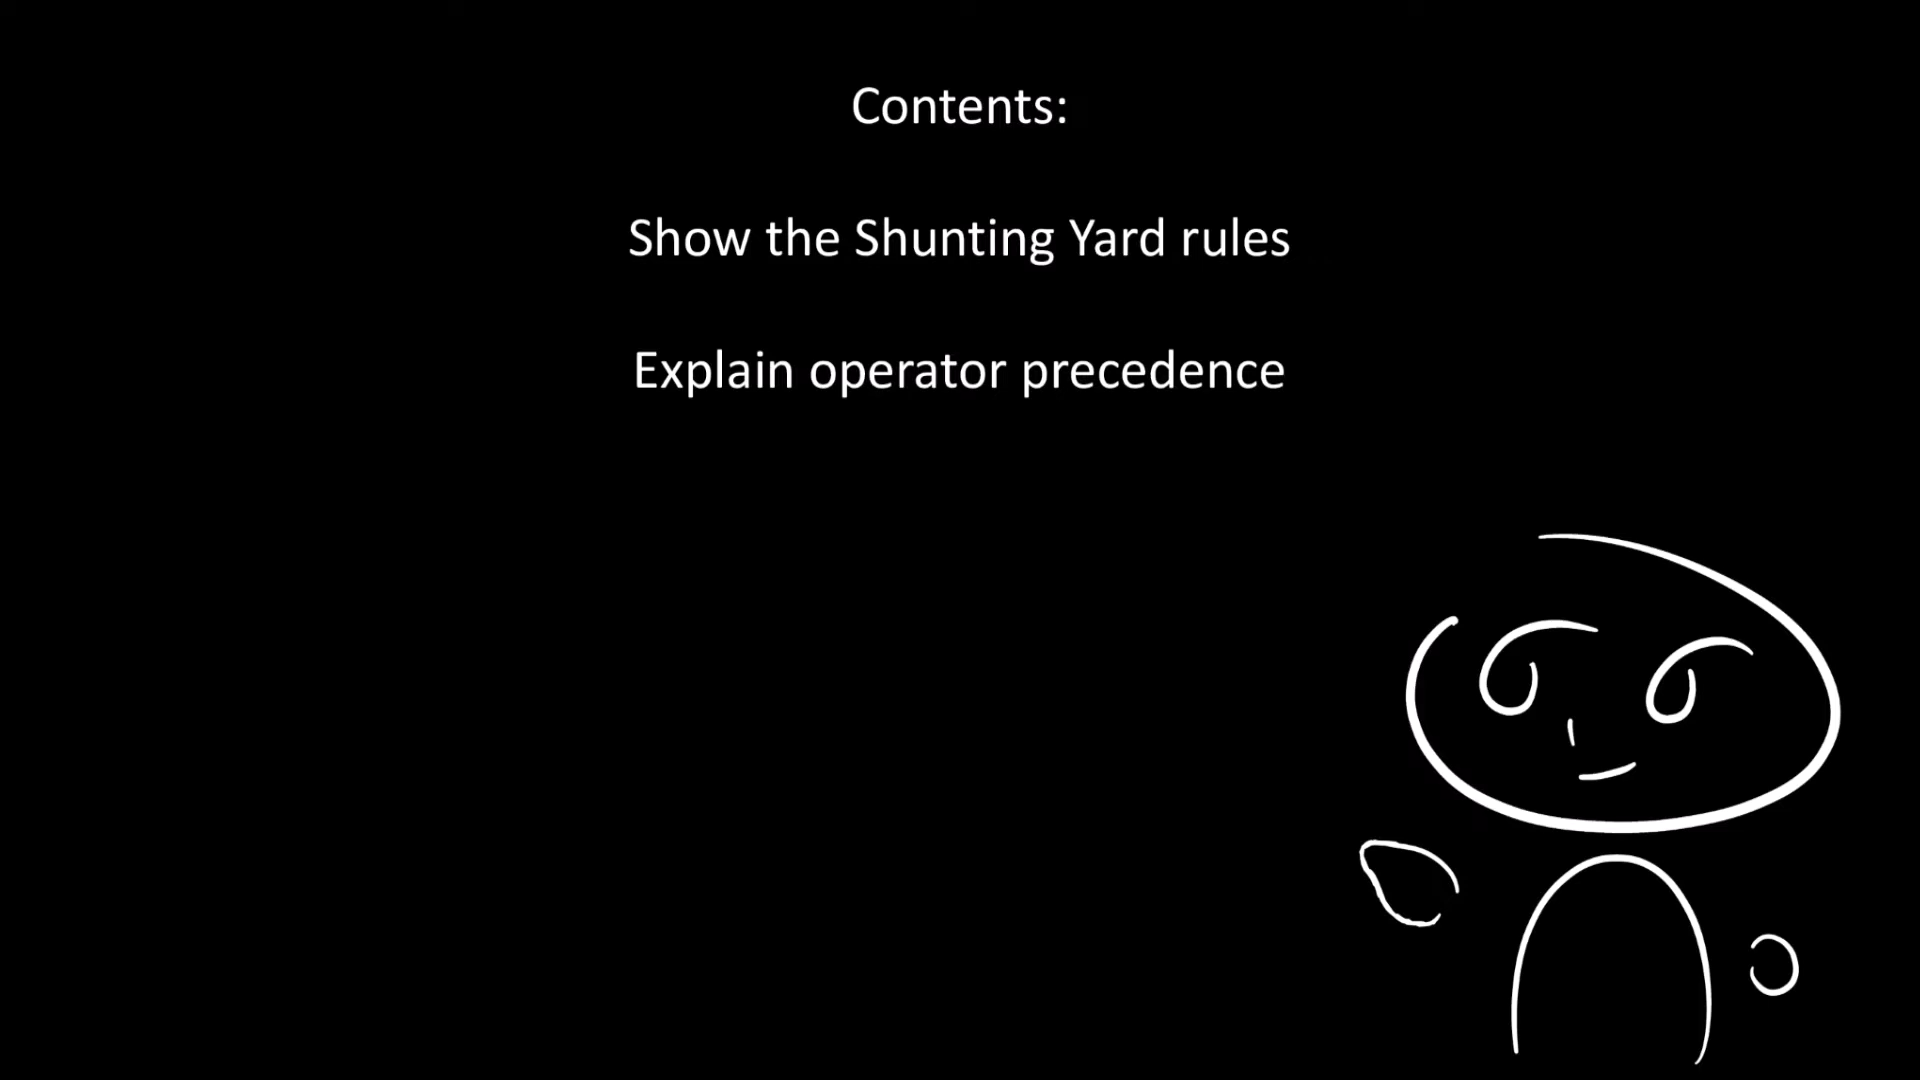 Contents:
Show the Shunting Yard rules
Explain operator precedence